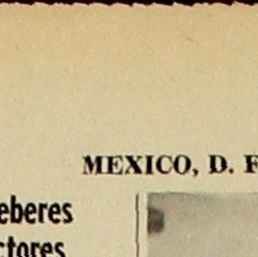 MEXICO, D. F
eberes
ctores